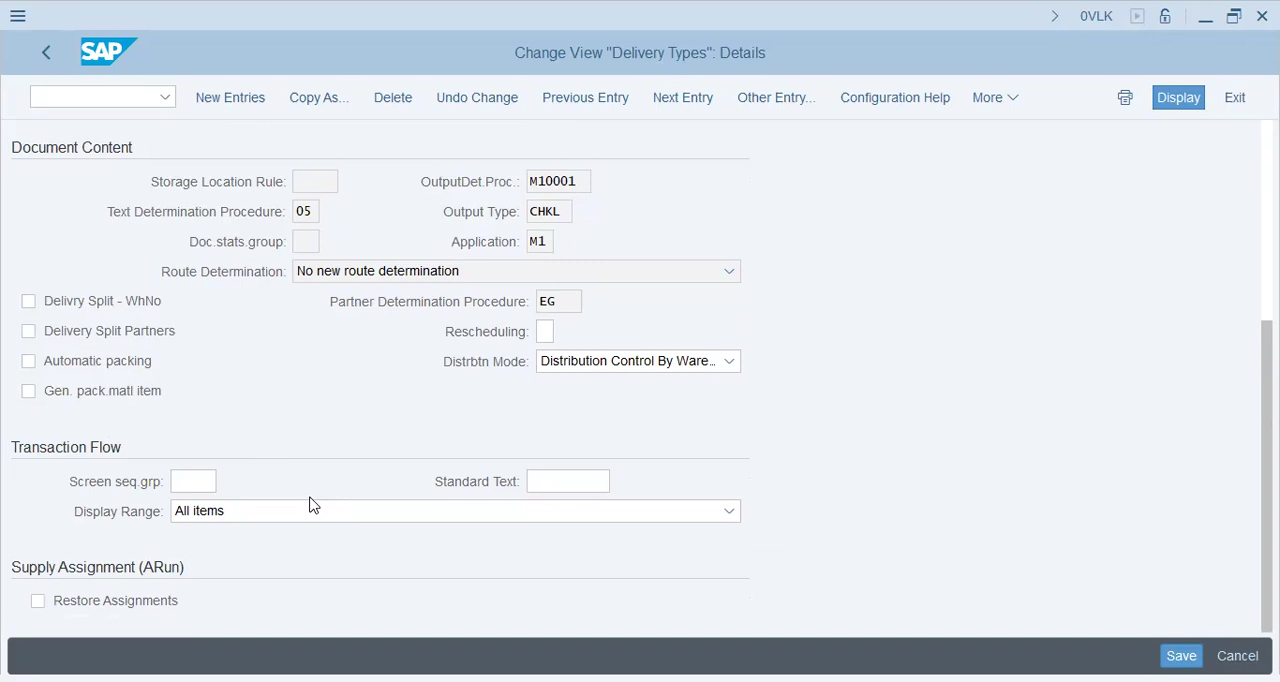 0VLK
SAP
Change View "Delivery Types": Details
New Entries Copy As... Delete Undo Change Previous Entry Next Entry Other Entry... Configuration Help More Display Exit
Document Content
Storage Location Rule: OutputDet.Proc.: M10001
Text Determination Procedure: 05 Output Type: CHKL
Doc.stats.group: Application: M1
Route Determination: No new route determination
Delivry Split - WhNo Partner Determination Procedure: EG
Delivery Split Partners Rescheduling:
Automatic packing Distrbtn Mode: Distribution Control By Ware...
Gen. pack.matl item
Transaction Flow
Screen seq.grp: Standard Text:
Display Range: All items
Supply Assignment (ARun)
Restore Assignments
Save Cancel